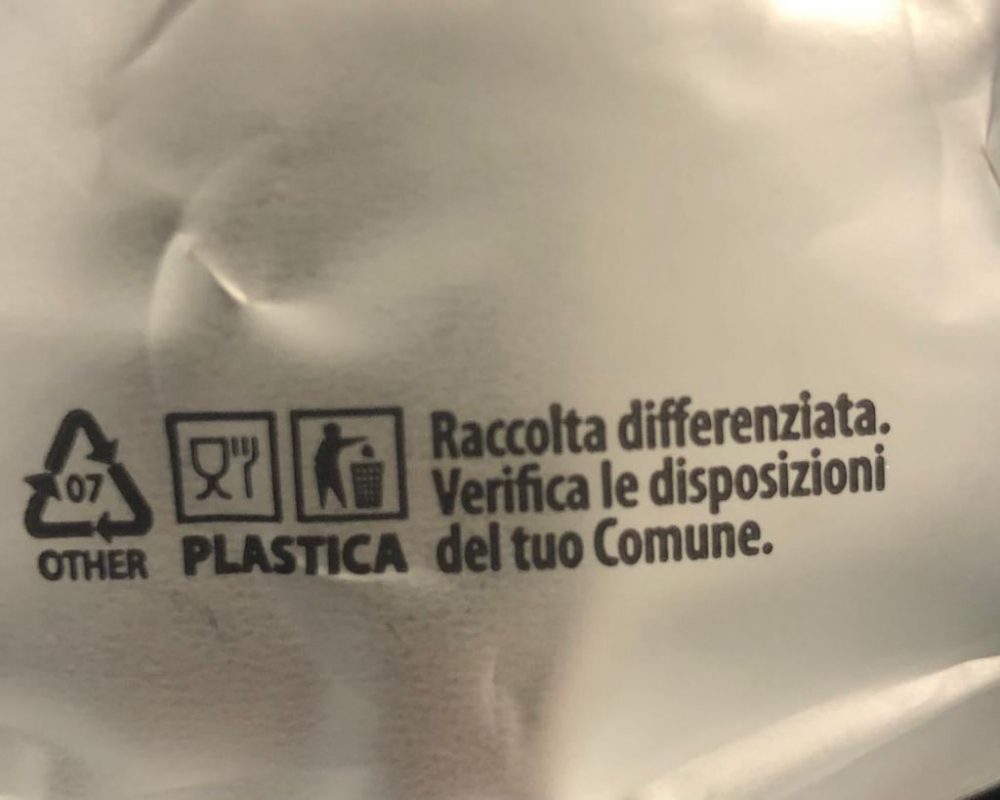 07
OTHER
PLASTICA
Raccolta differenziata.
Verifica le disposizioni
del tuo Comune.